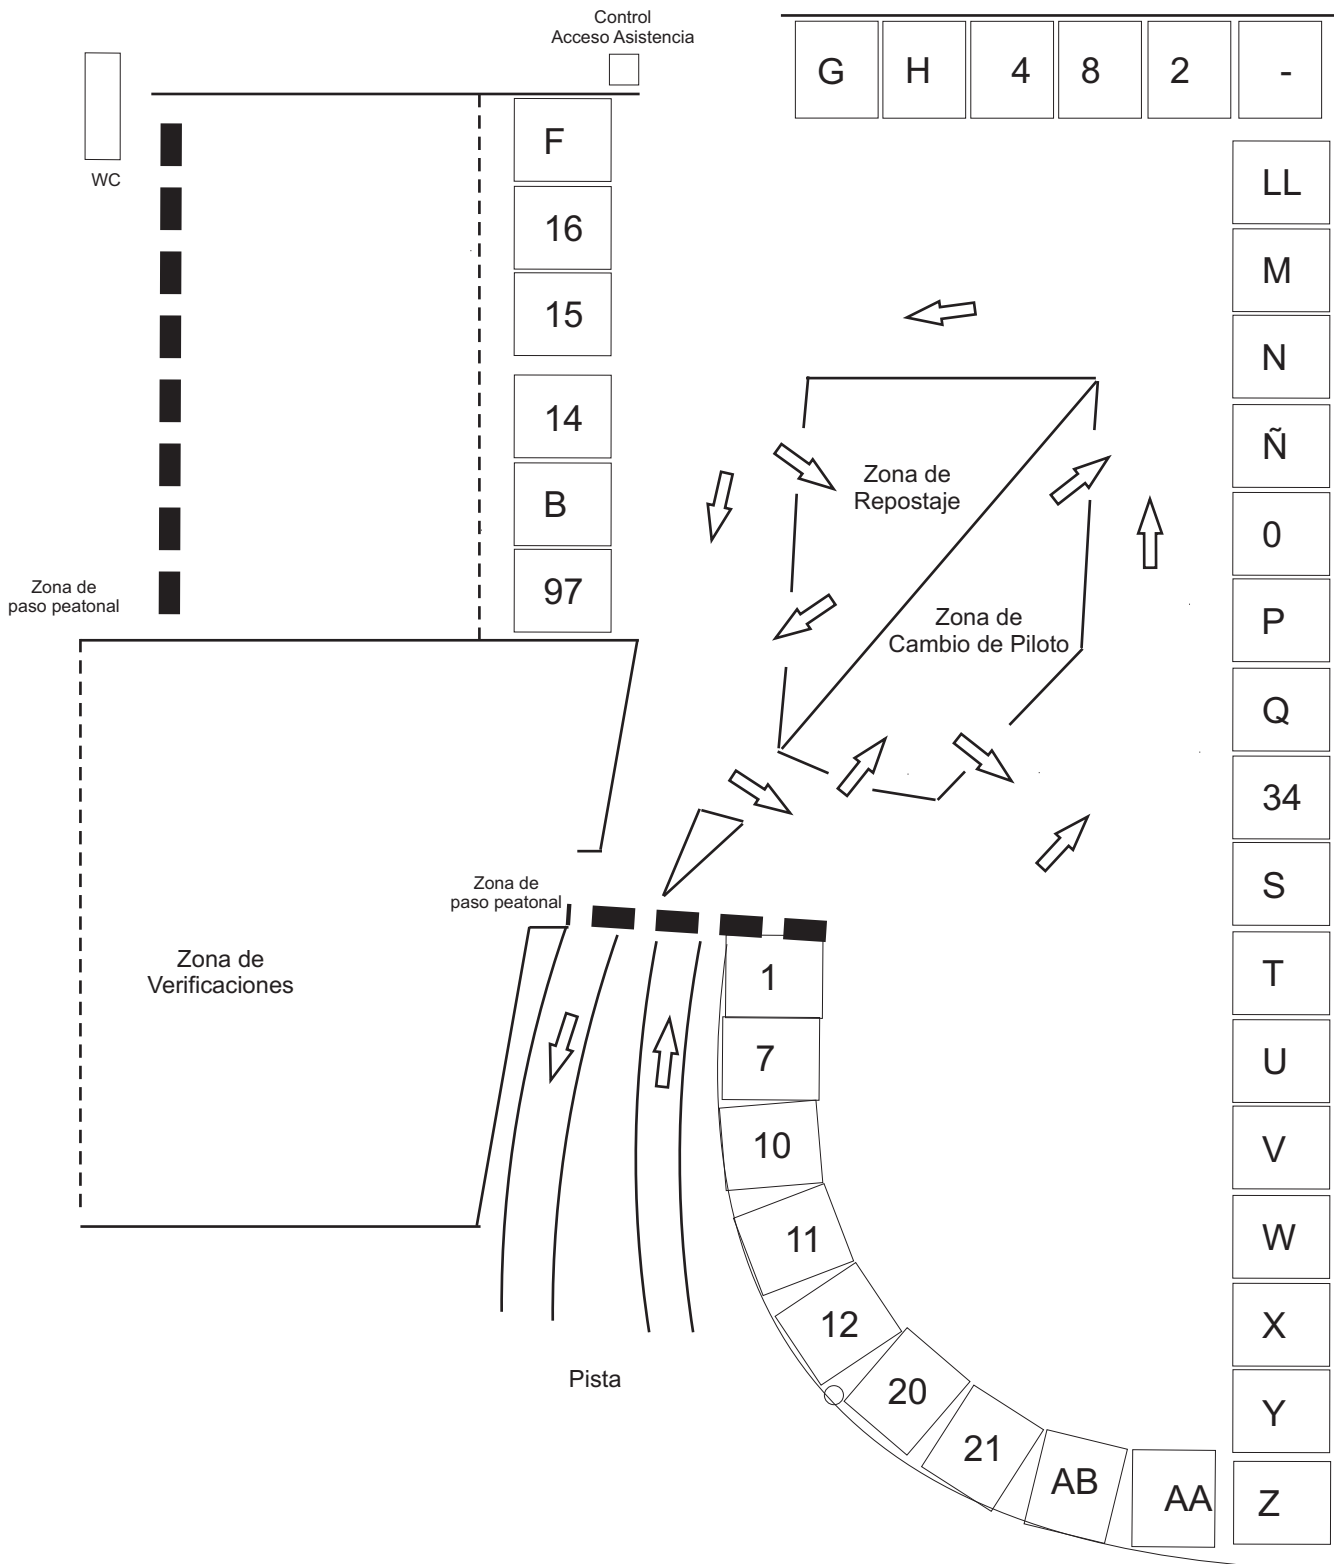 Control
Acceso Asistencia
G H 4 8 2 -
WC
F
16
15
14
B
97
LL
M
N
Ñ
0
P
Q
34
S
T
U
V
W
X
Y
Z
Zona de
Repostaje
Zona de
Cambio de Piloto
Zona de
paso peatonal
Zona de
paso peatonal
Zona de
Verificaciones
1
7
10
11
12
20
21
AB
AA
Pista